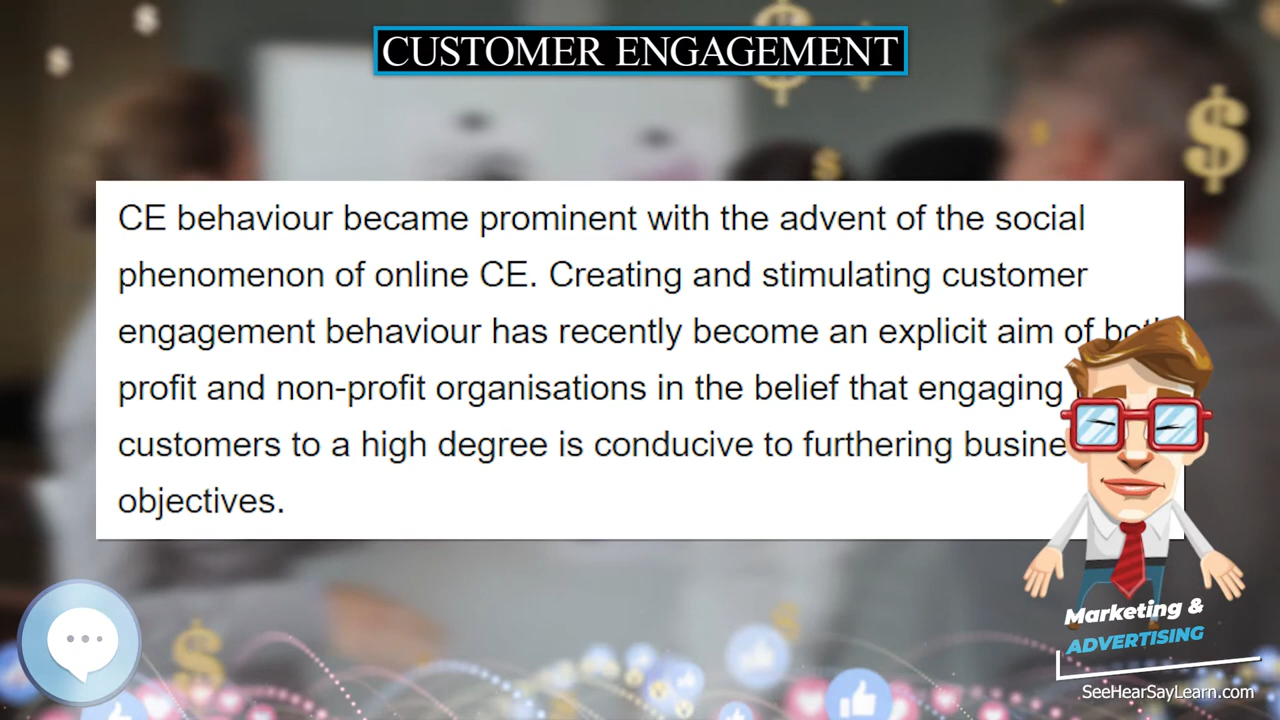 CUSTOMER ENGAGEMENT
CE behaviour became prominent with the advent of the social
phenomenon of online CE. Creating and stimulating customer
engagement behaviour has recently become an explicit aim of both
profit and non-profit organisations in the belief that engaging
customers to a high degree is conducive to furthering busine
objectives.
Marketing &
ADVERTISING
SeeHearSayLearn.com